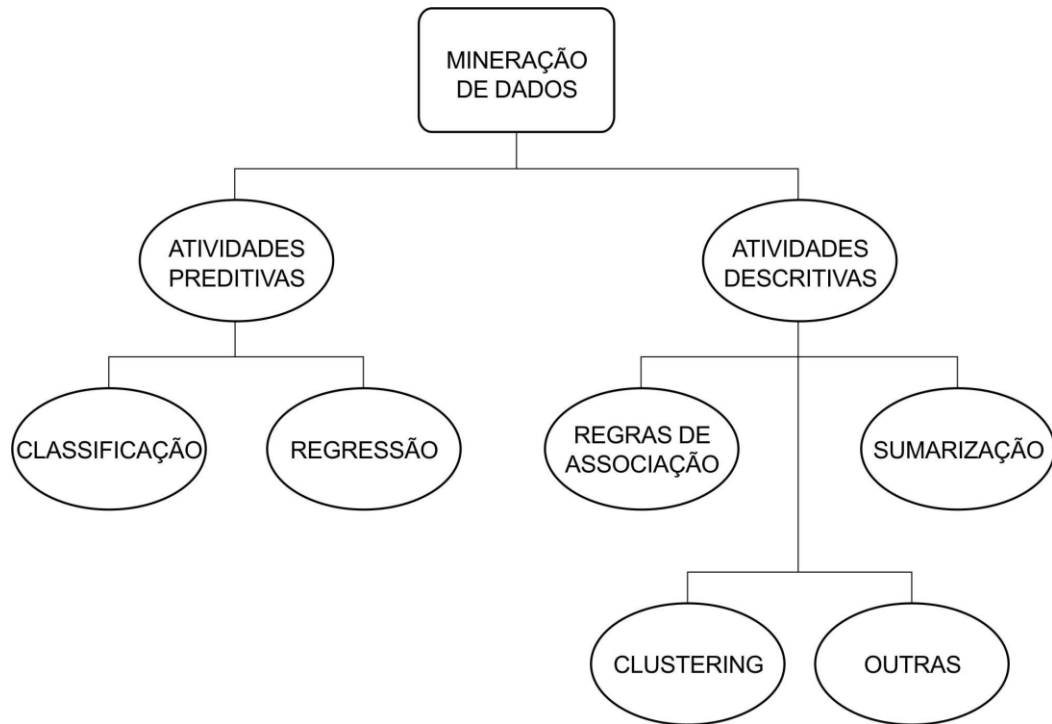 MINERAÇÃO
DE DADOS
ATIVIDADES
PREDITIVAS
ATIVIDADES
DESCRITIVAS
CLASSIFICAÇÃO
REGRESSÃO
REGRAS DE
ASSOCIAÇÃO
SUMARIZAÇÃO
CLUSTERING
OUTRAS